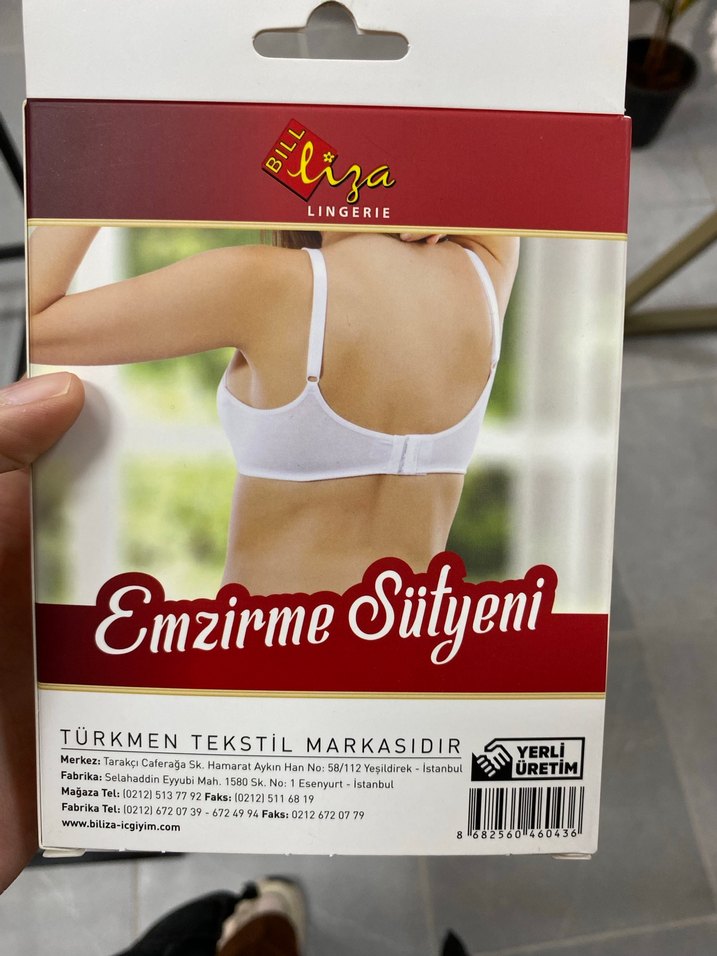 BILL
liza
LINGERIE
Emzirme Sütyeni
TÜRKMEN TEKSTİL MARKASIDIR
Merkez: Tarakçı Caferağa Sk. Hamarat Aykın Han No: 58/112 Yeşildirek - İstanbul
Fabrika: Selahaddin Eyyubi Mah. 1580 Sk. No: 1 Esenyurt - İstanbul
Mağaza Tel: (0212) 513 77 92 Faks: (0212) 511 68 19
Fabrika Tel: (0212) 672 07 39 - 672 49 94 Faks: 0212 672 07 79
www.biliza-icgiyim.com
YERLİ
ÜRETİM
8 682560 460436